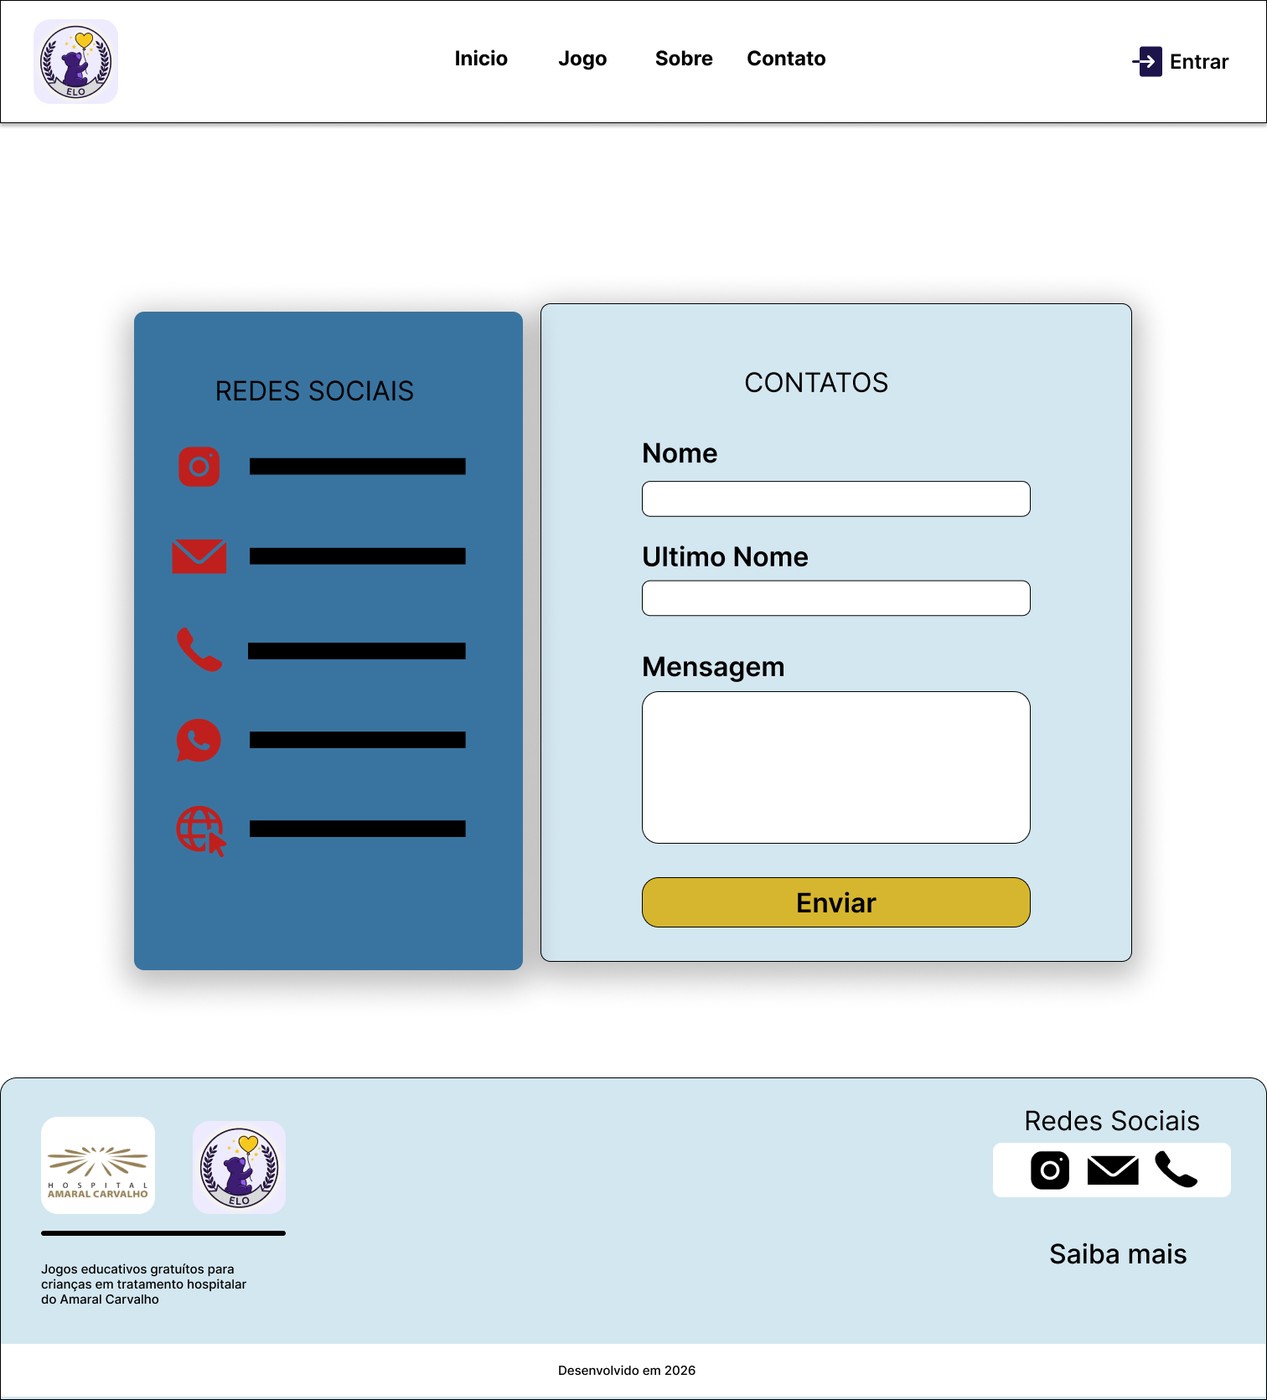 ELO
Inicio
Jogo
Sobre
Contato
Entrar
REDES SOCIAIS
CONTATOS
Nome
Ultimo Nome
Mensagem
Enviar
HOSPITAL
AMARAL CARVALHO
ELO
Jogos educativos gratuítos para
crianças em tratamento hospitalar
do Amaral Carvalho
Redes Sociais
Saiba mais
Desenvolvido em 2026